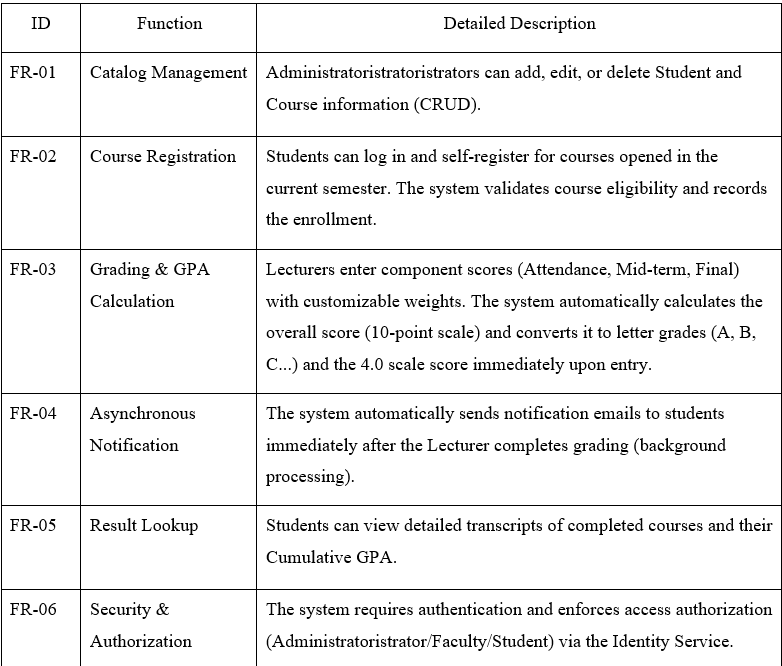 ID Function Detailed Description
FR-01 Catalog Management Administratoristratoristrators can add, edit, or delete Student and
Course information (CRUD).
FR-02 Course Registration Students can log in and self-register for courses opened in the
current semester. The system validates course eligibility and records
the enrollment.
FR-03 Grading & GPA Lecturers enter component scores (Attendance, Mid-term, Final)
Calculation with customizable weights. The system automatically calculates the
overall score (10-point scale) and converts it to letter grades (A, B,
C...) and the 4.0 scale score immediately upon entry.
FR-04 Asynchronous The system automatically sends notification emails to students
Notification immediately after the Lecturer completes grading (background
processing).
FR-05 Result Lookup Students can view detailed transcripts of completed courses and their
Cumulative GPA.
FR-06 Security & The system requires authentication and enforces access authorization
Authorization (Administratoristrator/Faculty/Student) via the Identity Service.